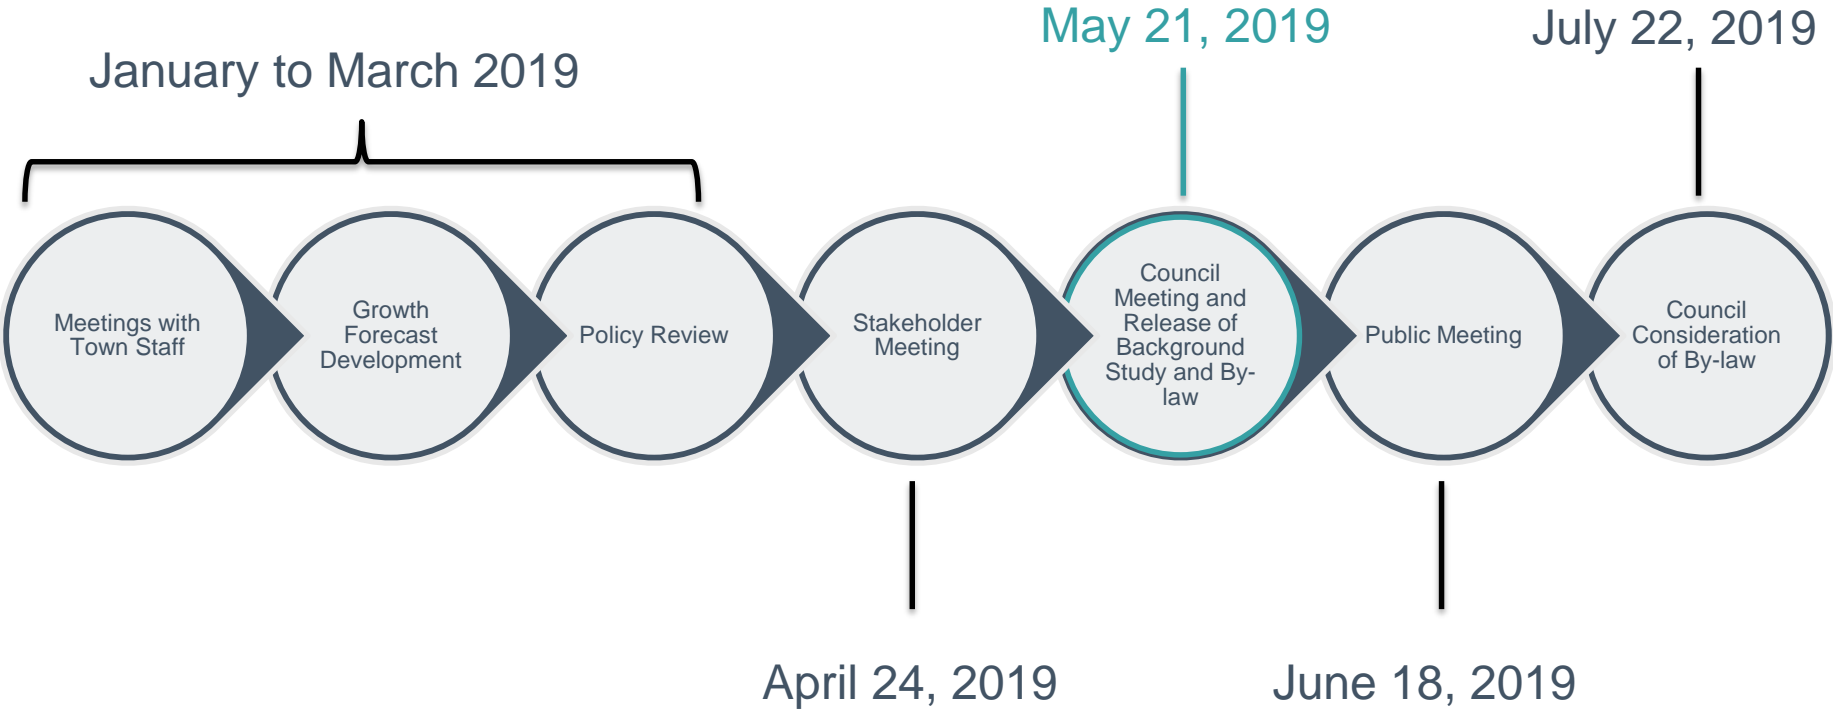 May 21, 2019
July 22, 2019
January to March 2019
Meetings with
Town Staff
Growth
Forecast
Development
Policy Review
Stakeholder
Meeting
Council
Meeting and
Release of
Background
Study and By-
law
Public Meeting
Council
Consideration
of By-law
April 24, 2019
June 18, 2019